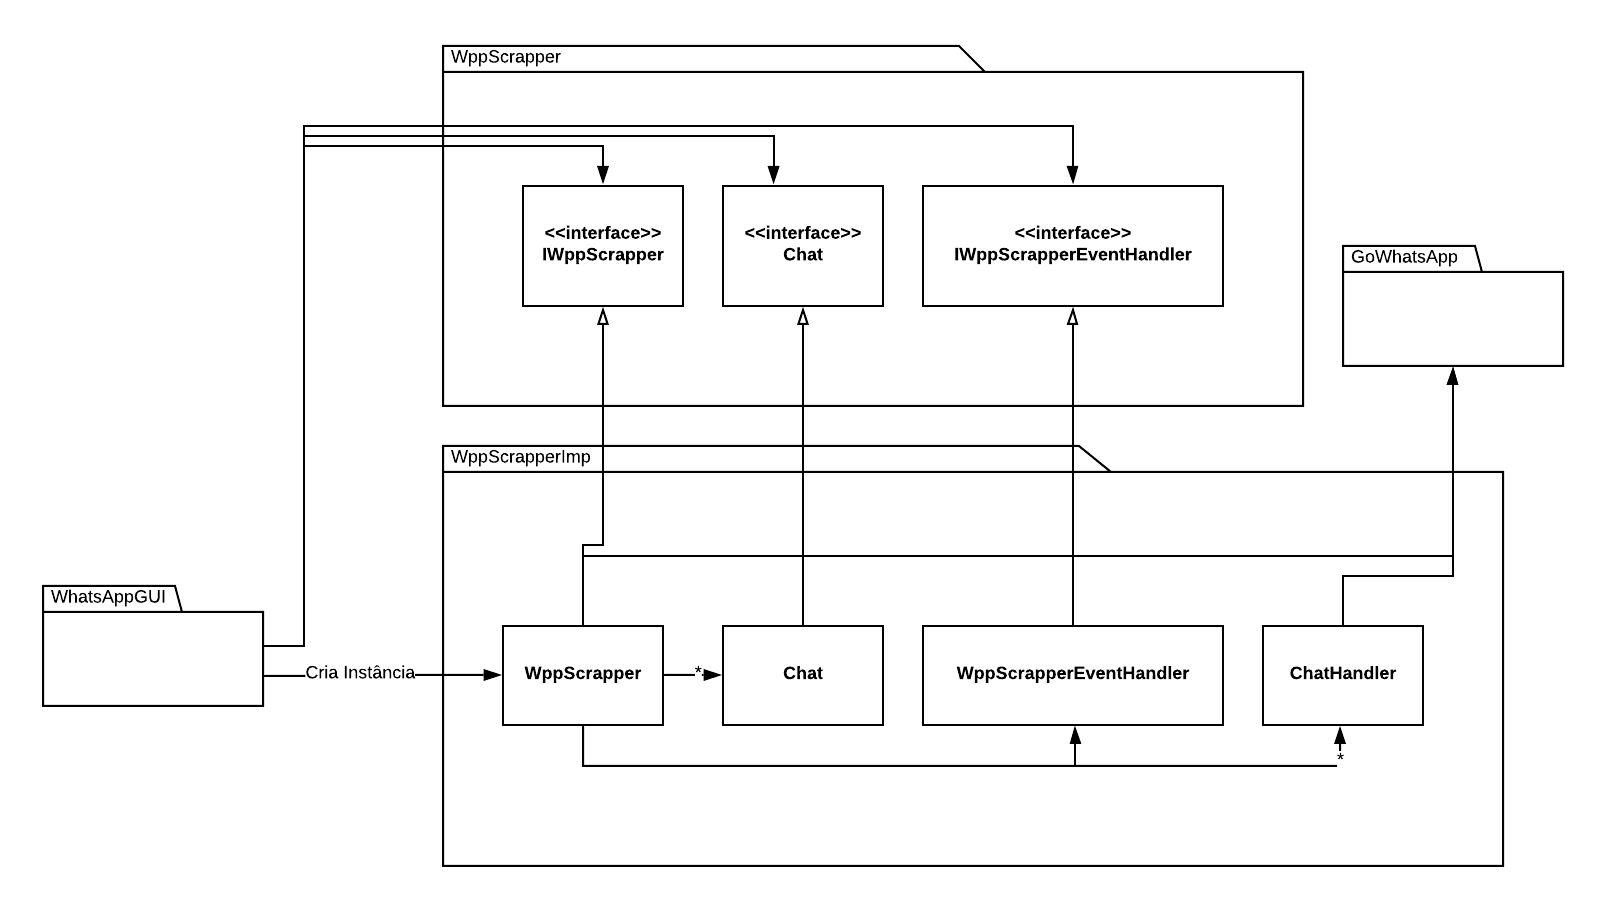 WppScrapper
<<interface>>
IWppScrapper
<<interface>>
Chat
<<interface>>
IWppScrapperEventHandler
GoWhatsApp
WppScrapperImp
WhatsAppGUI
Cria Instância
WppScrapper
*
Chat
WppScrapperEventHandler
ChatHandler
*